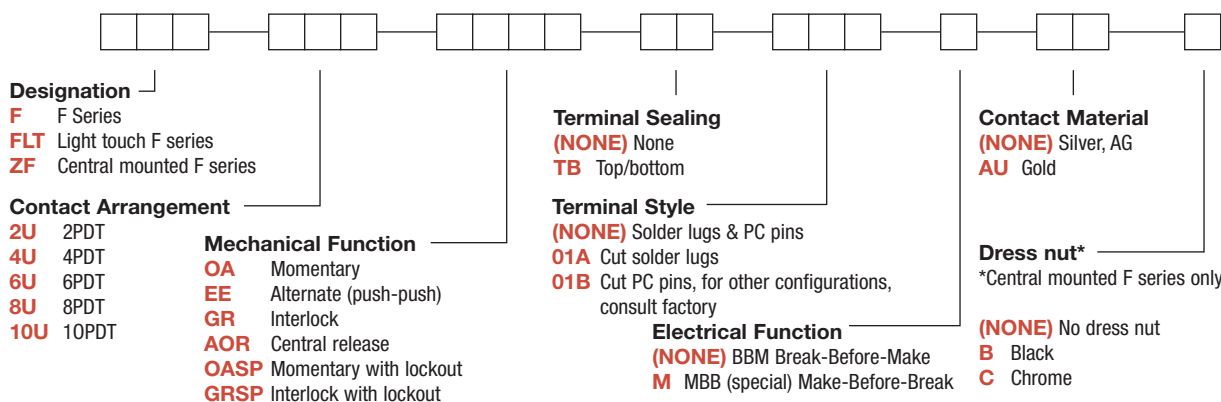 Designation
F F Series
FLT Light touch F series
ZF Central mounted F series
Contact Arrangement
2U 2PDT
4U 4PDT
6U 6PDT
8U 8PDT
10U 10PDT
Mechanical Function
OA Momentary
EE Alternate (push-push)
GR Interlock
AOR Central release
OASP Momentary with lockout
GRSP Interlock with lockout
Terminal Sealing
(NONE) None
TB Top/bottom
Terminal Style
(NONE) Solder lugs & PC pins
01A Cut solder lugs
01B Cut PC pins, for other configurations,
consult factory
Electrical Function
(NONE) BBM Break-Before-Make
M MBB (special) Make-Before-Break
Contact Material
(NONE) Silver, AG
AU Gold
Dress nut*
*Central mounted F series only
(NONE) No dress nut
B Black
C Chrome